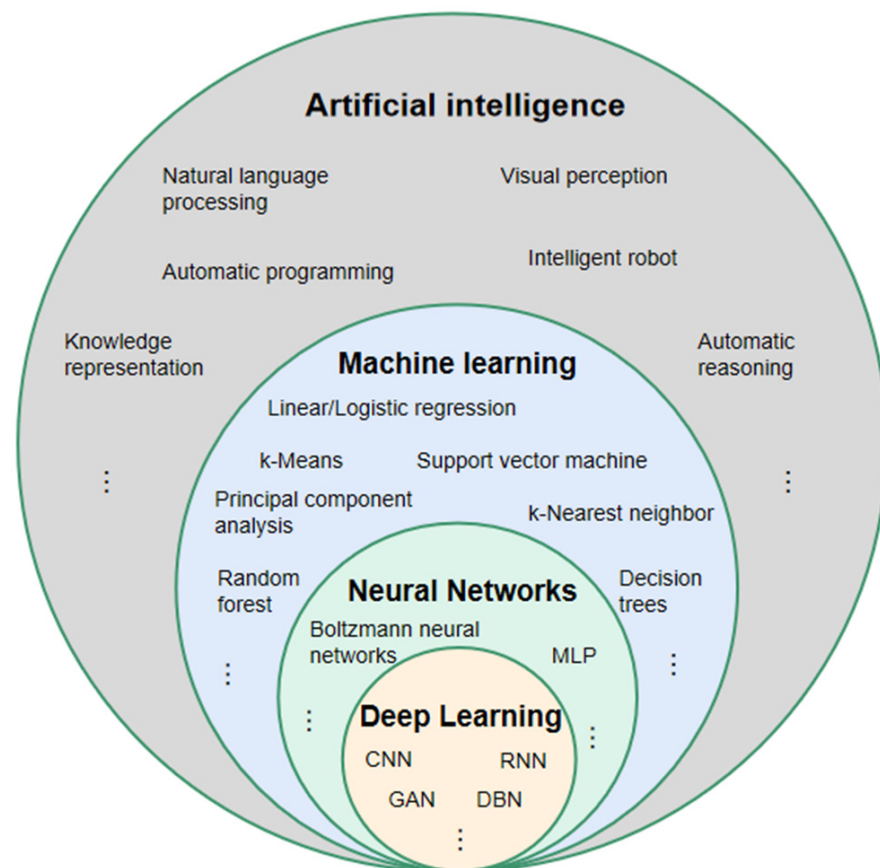 Artificial intelligence
Natural language
processing
Visual perception
Automatic programming
Intelligent robot
Knowledge
representation
Automatic
reasoning
⋮
⋮
Machine learning
Linear/Logistic regression
k-Means
Support vector machine
Principal component
analysis
k-Nearest neighbor
Random
forest
Decision
trees
⋮
⋮
Neural Networks
Boltzmann neural
networks
MLP
⋮
⋮
Deep Learning
CNN
RNN
GAN
DBN
⋮